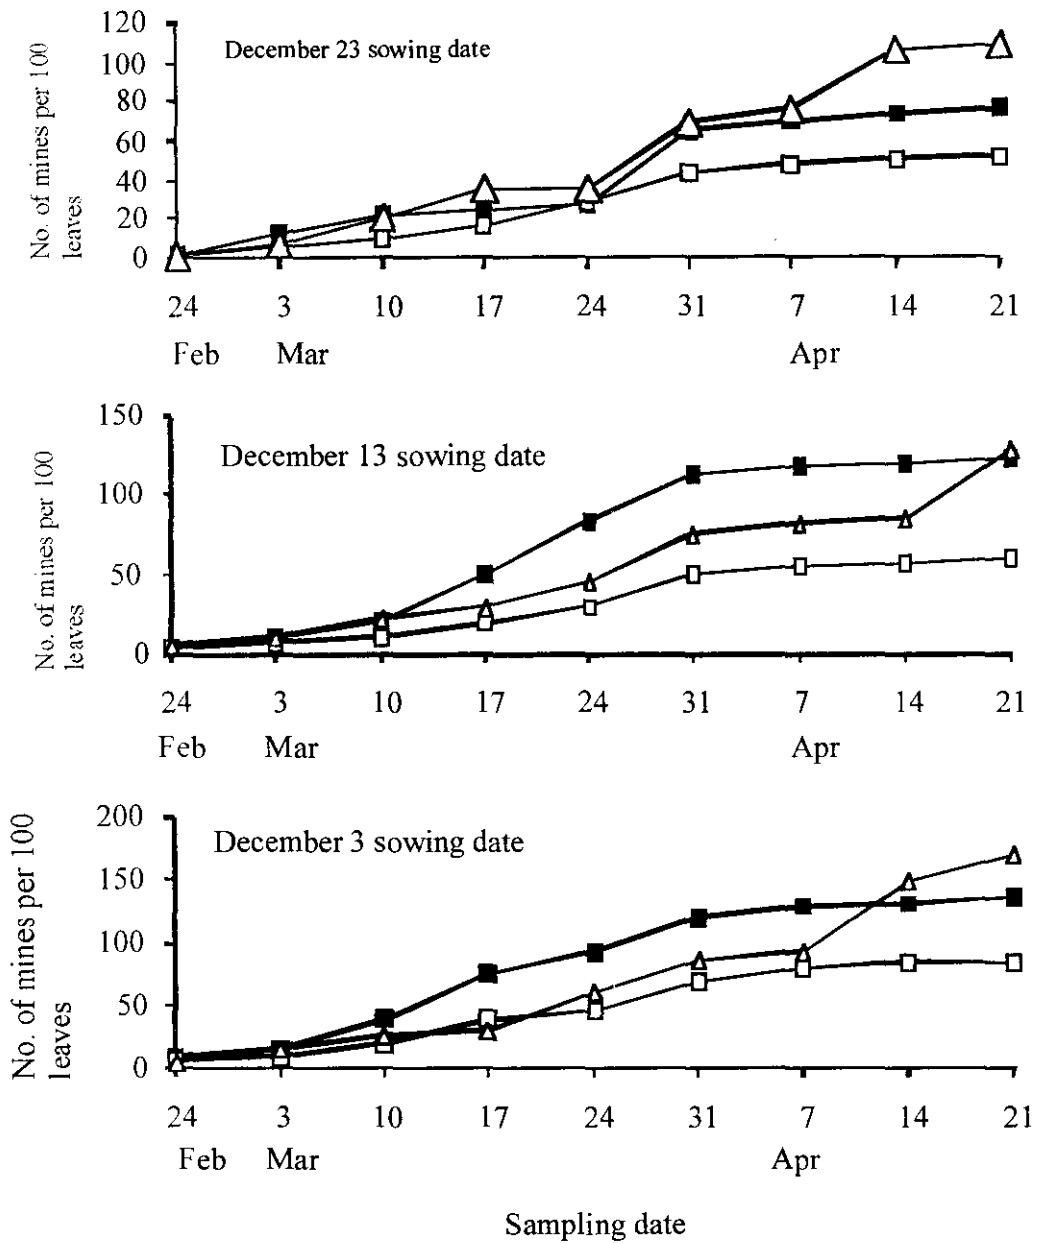 December 23 sowing date
No. of mines per 100
leaves
120
100
80
60
40
20
0
24 3 10 17 24 31 7 14 21
Feb Mar Apr
December 13 sowing date
No. of mines per 100
leaves
150
100
50
0
24 3 10 17 24 31 7 14 21
Feb Mar Apr
December 3 sowing date
No. of mines per 100
leaves
200
150
100
50
0
24 3 10 17 24 31 7 14 21
Feb Mar Apr
Sampling date